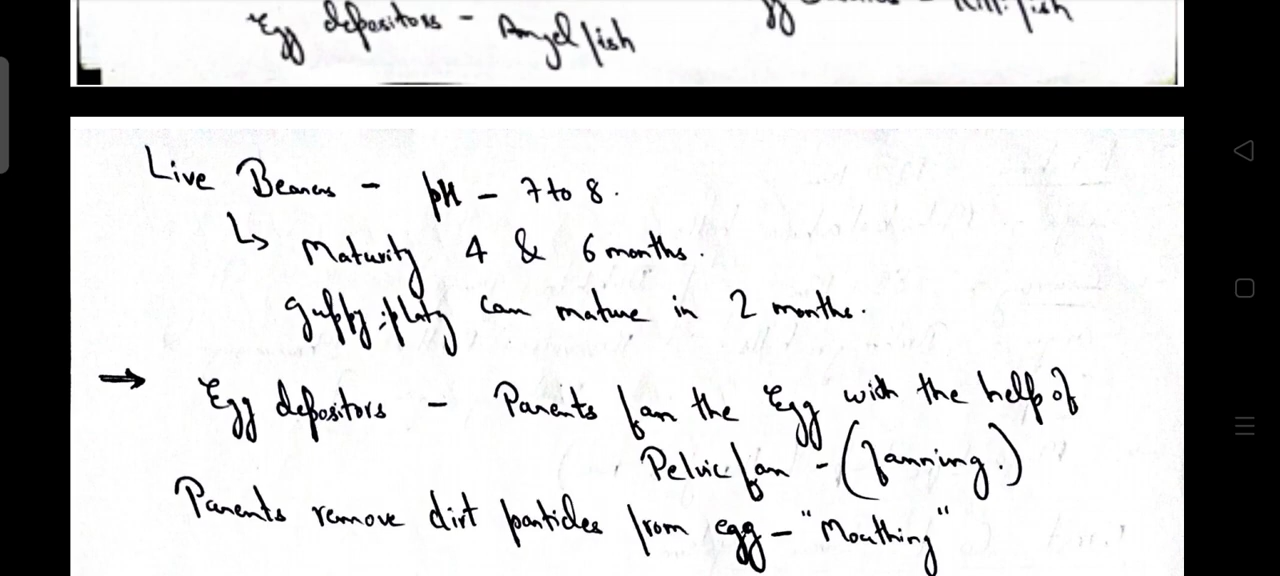 Egg depositors - Angel fish
Killifish
Live Bearers - pH - 7 to 8.
↳ Maturity 4 & 6 months.
guppy, platy can mature in 2 months.
→ Egg depositors - Parents fan the Egg with the help of
Pelvic fan - (fanning.)
Parents remove dirt particles from egg - "Mouthing"